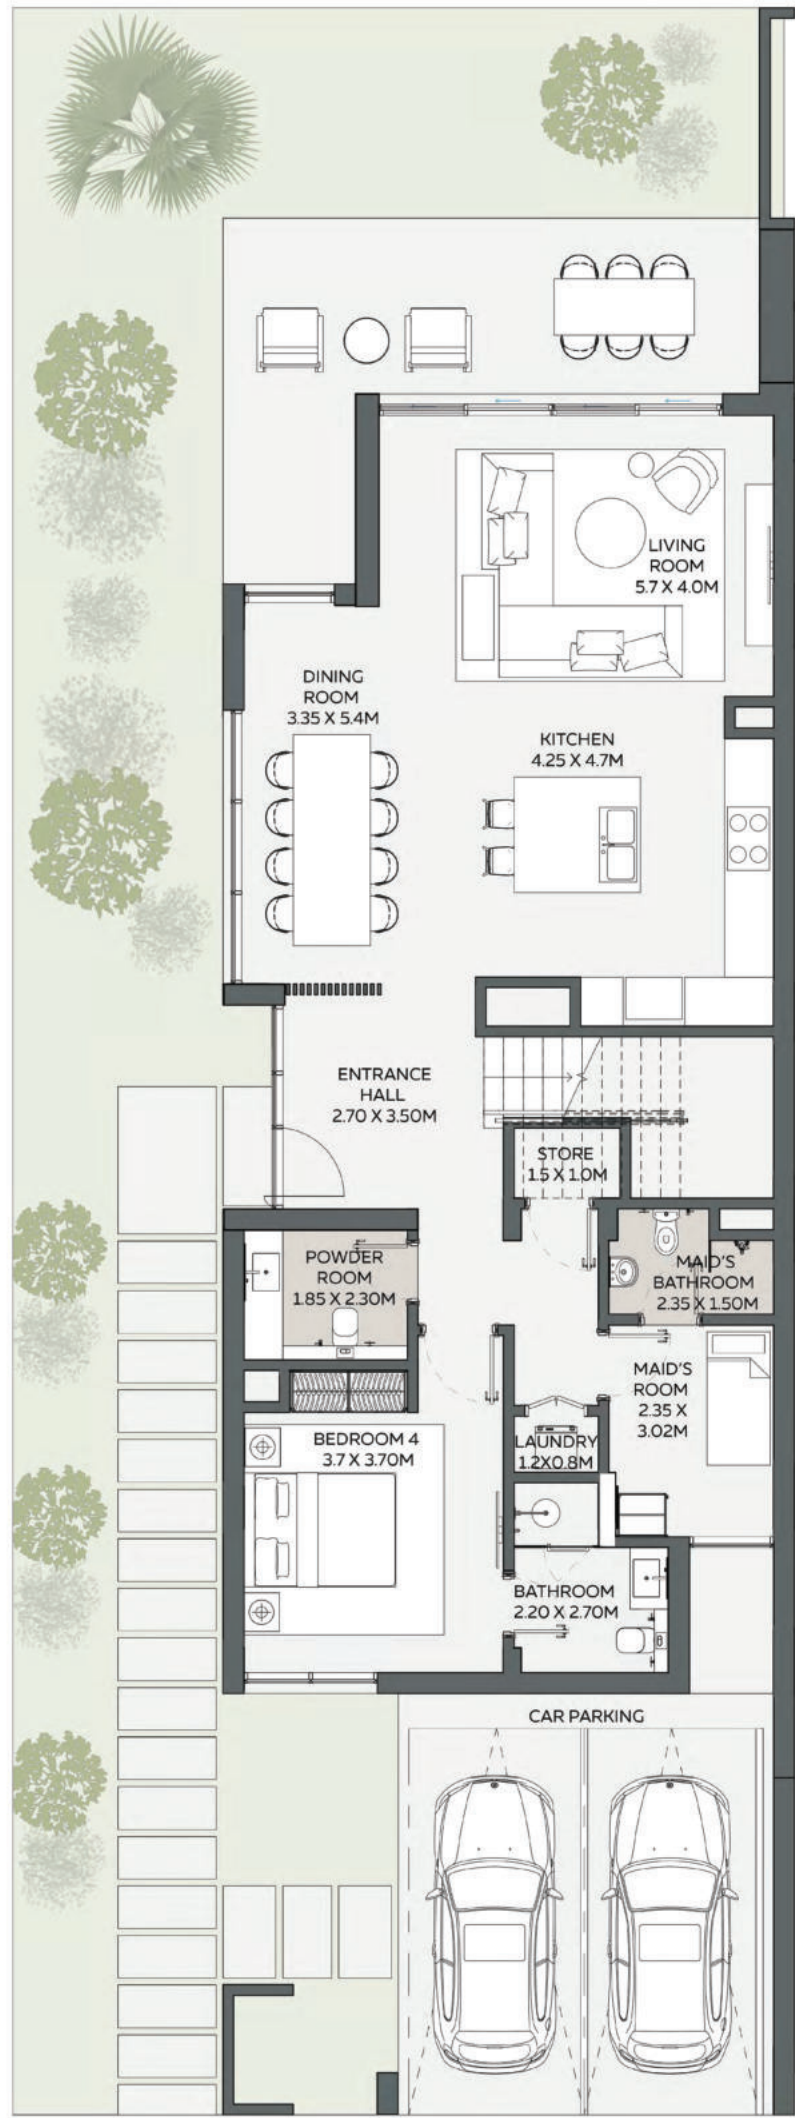 LIVING
ROOM
5.7 X 4.0M
DINING
ROOM
3.35 X 5.4M
KITCHEN
4.25 X 4.7M
ENTRANCE
HALL
2.70 X 3.50M
STORE
1.5 X 1.0M
POWDER
ROOM
1.85 X 2.30M
MAID'S
BATHROOM
2.35 X 1.50M
MAID'S
ROOM
2.35 X
3.02M
BEDROOM 4
3.7 X 3.70M
LAUNDRY
1.2X0.8M
BATHROOM
2.20 X 2.70M
CAR PARKING